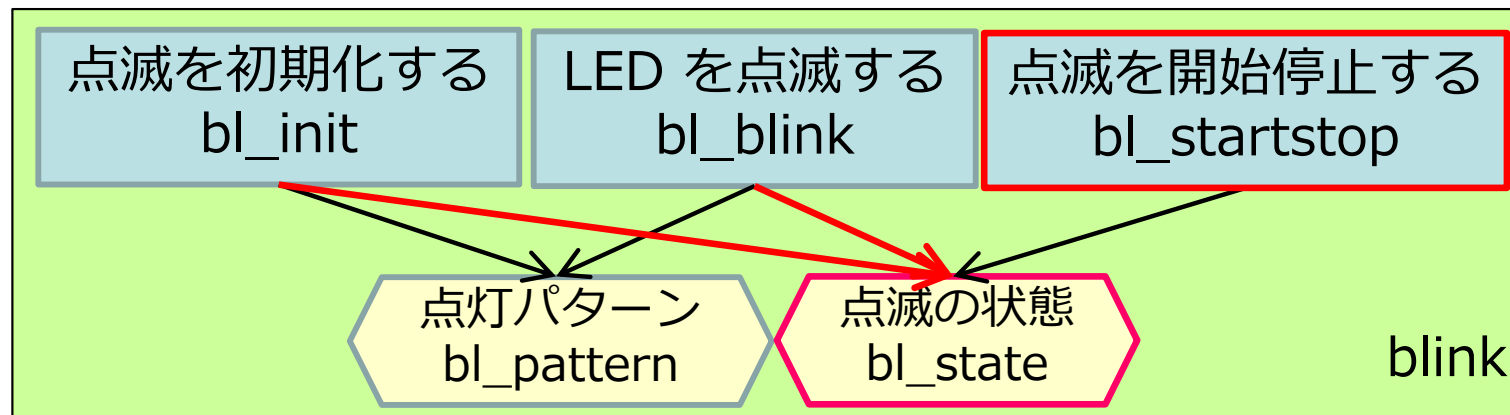 点滅を初期化する
bl_init
LED を点滅する
bl_blink
点滅を開始停止する
bl_startstop
点灯パターン
bl_pattern
点滅の状態
bl_state
blink